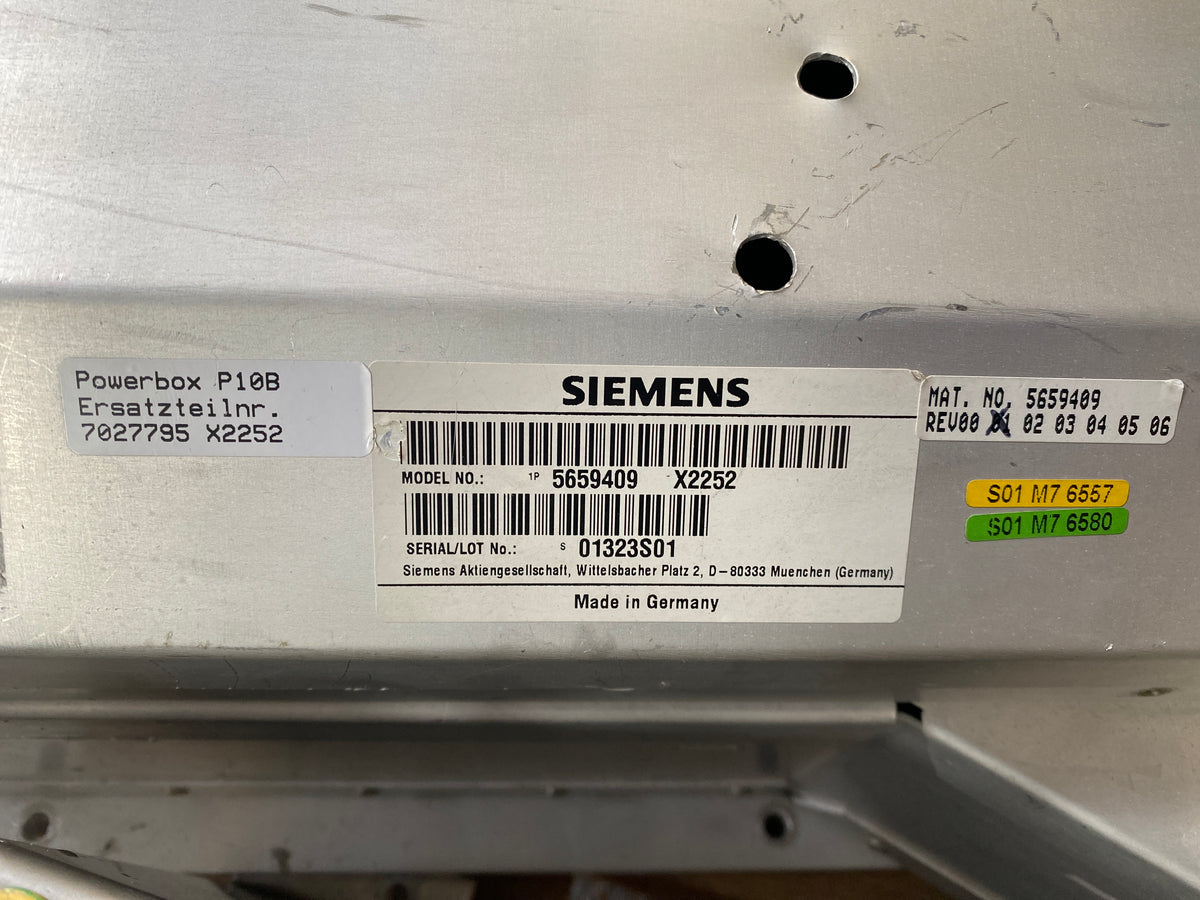 Powerbox P10B
Ersatzteilnr.
7027795 X2252
SIEMENS
MODEL NO.: 1P 5659409 X2252
SERIAL/LOT No.: S 01323S01
Siemens Aktiengesellschaft, Wittelsbacher Platz 2, D-80333 Muenchen (Germany)
Made in Germany
MAT. NO. 5659409
REV00 01 02 03 04 05 06
S01 M7 6557
S01 M7 6580